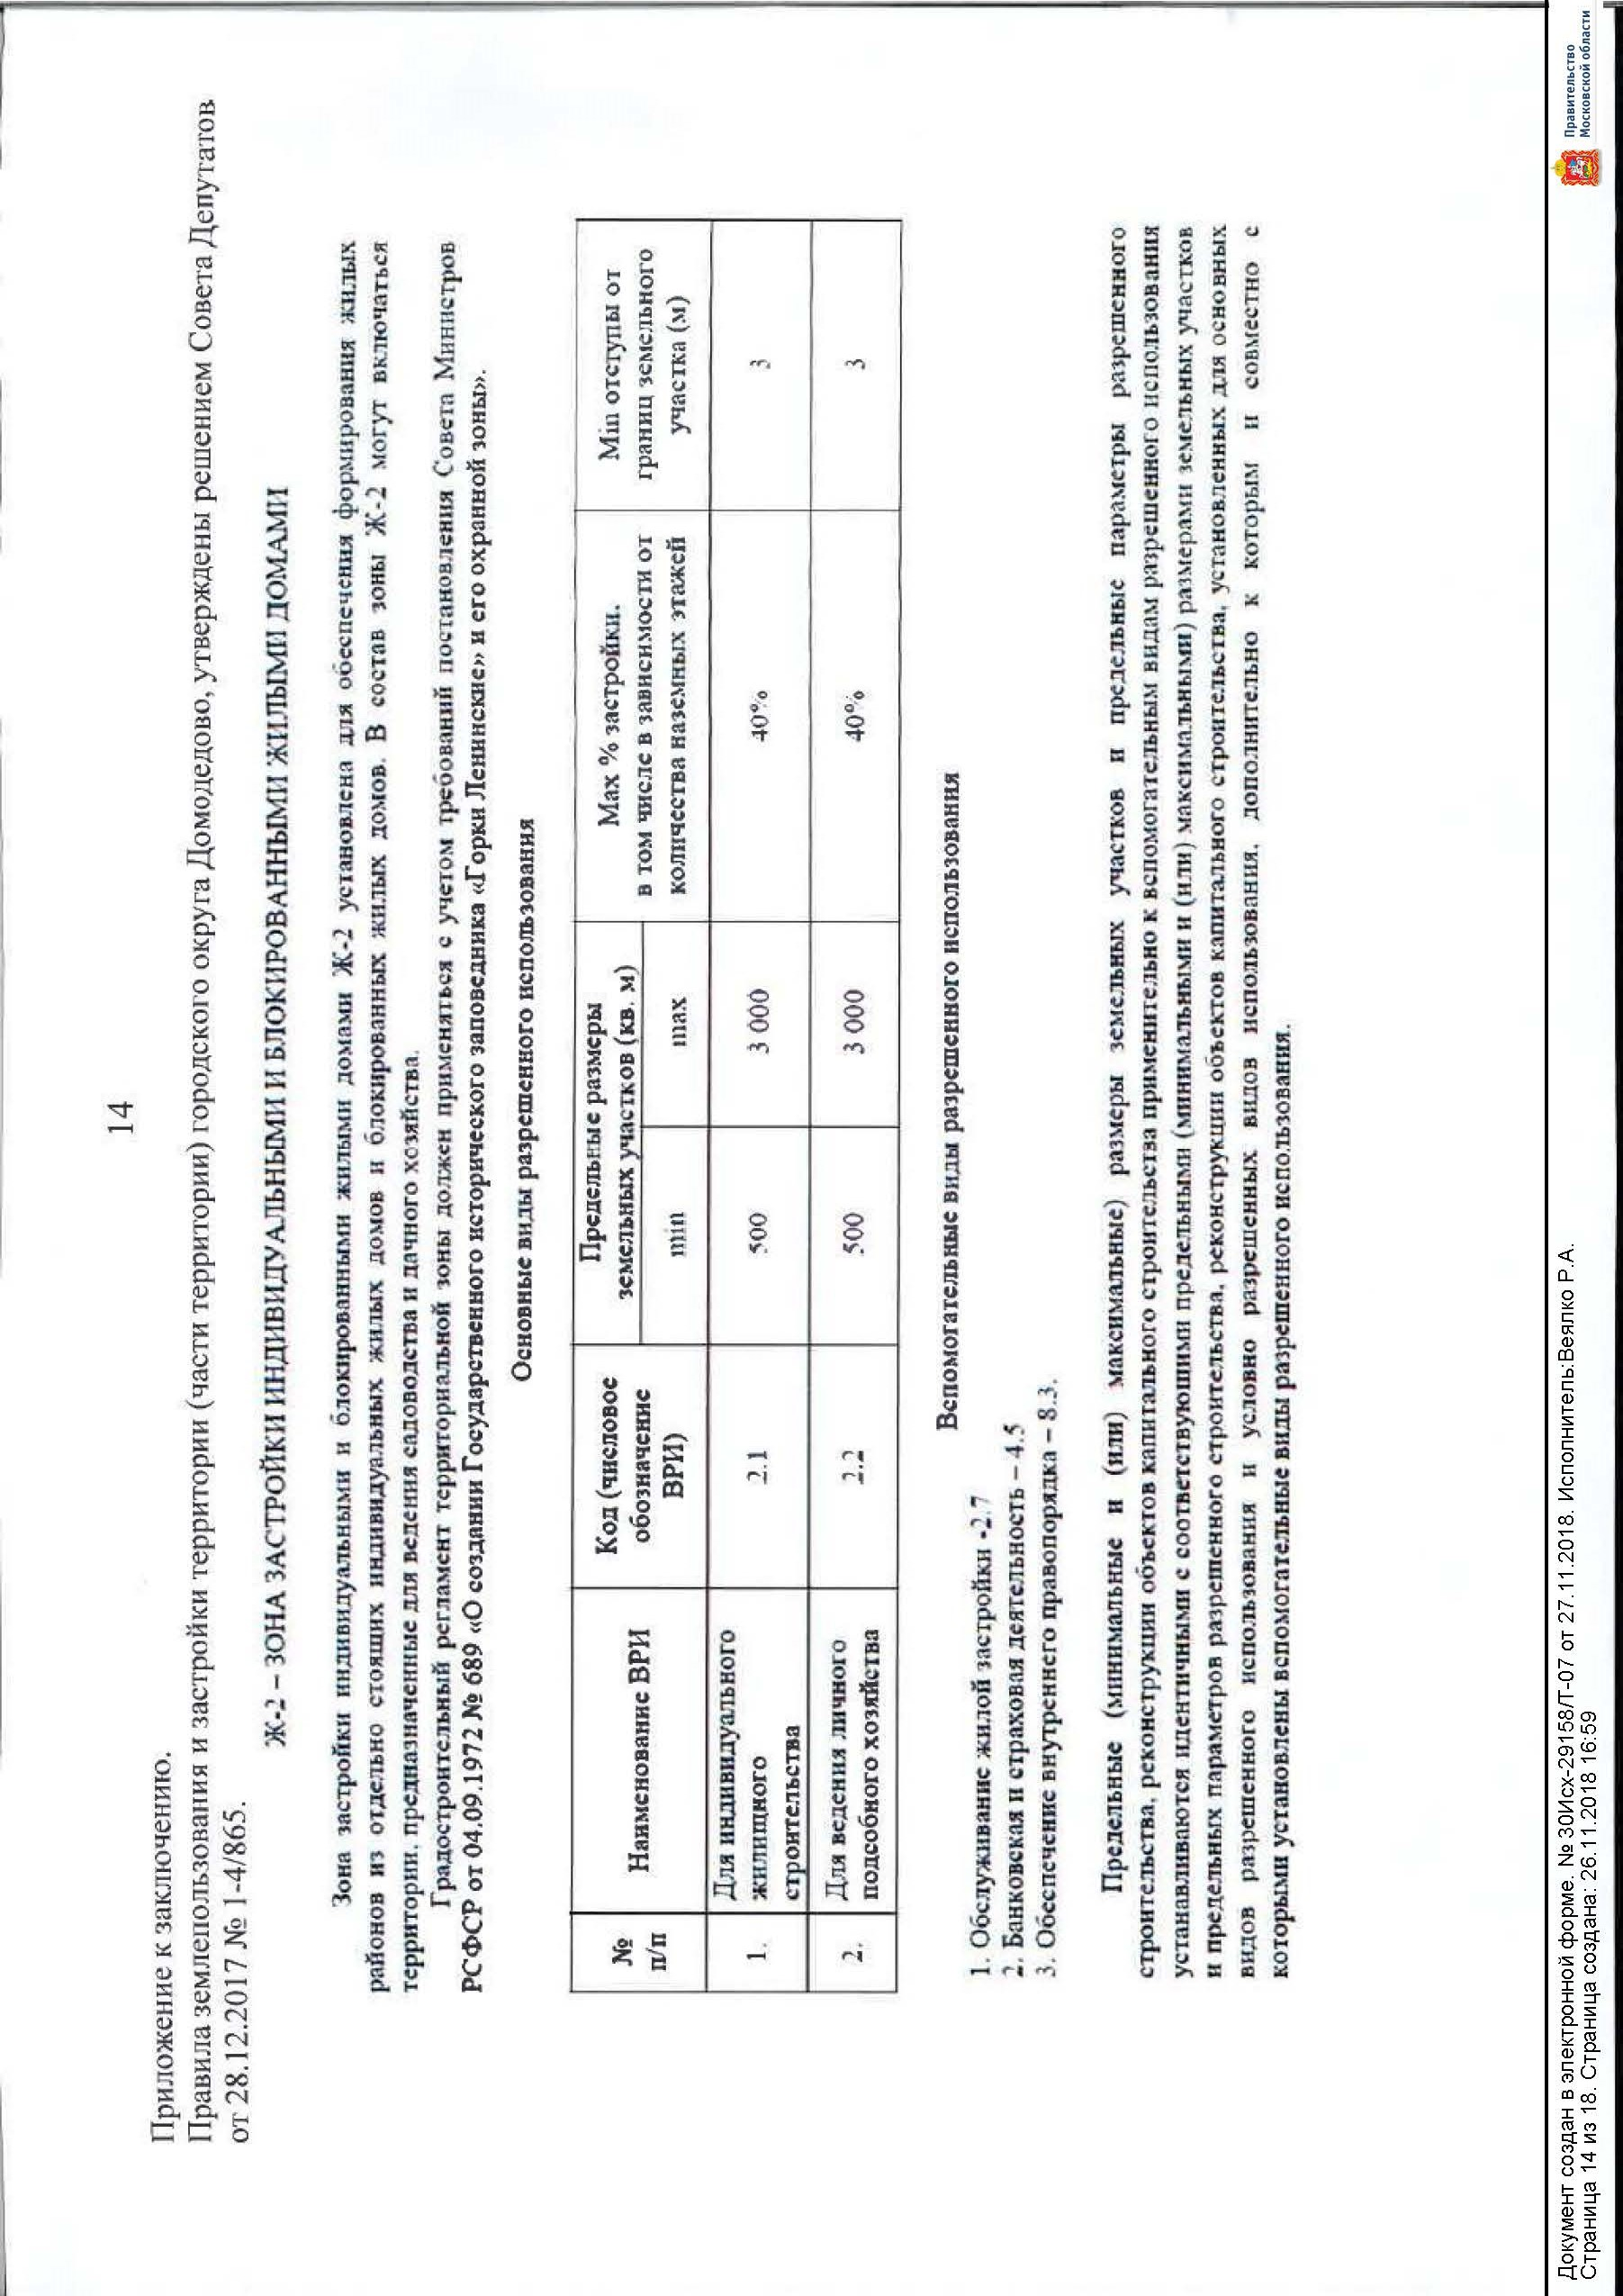 14
Приложение к заключению.
Правила землепользования и застройки территории (части территории) городского округа Домодедово, утверждены решением Совета Депутатов
от 28.12.2017 № 1-4/865.
Ж-2 – ЗОНА ЗАСТРОЙКИ ИНДИВИДУАЛЬНЫМИ И БЛОКИРОВАННЫМИ ЖИЛЫМИ ДОМАМИ
Зона застройки индивидуальными и блокированными жилыми домами Ж-2 установлена для обеспечения формирования жилых
районов из отдельно стоящих индивидуальных жилых домов и блокированных жилых домов. В состав зоны Ж-2 могут включаться
территории, предназначенные для ведения садоводства и дачного хозяйства.
Градостроительный регламент территориальной зоны должен применяться с учетом требований постановления Совета Министров
РСФСР от 04.09.1972 № 689 «О создании Государственного исторического заповедника «Горки Ленинские» и его охранной зоны».
Основные виды разрешенного использования
№
п/п
Наименование ВРИ
Код (числовое
обозначение
ВРИ)
Предельные размеры
земельных участков (кв. м)
min
max
Max % застройки,
в том числе в зависимости от
количества наземных этажей
Min отступы от
границ земельного
участка (м)
1.
Для индивидуального
жилищного
строительства
2.1
500
3 000
40%
3
2.
Для ведения личного
подсобного хозяйства
2.2
500
3 000
40%
3
Вспомогательные виды разрешенного использования
1. Обслуживание жилой застройки -2.7
2. Банковская и страховая деятельность – 4.5
3. Обеспечение внутреннего правопорядка – 8.3.
Предельные (минимальные и (или) максимальные) размеры земельных участков и предельные параметры разрешенного
строительства, реконструкции объектов капитального строительства применительно к вспомогательным видам разрешенного использования
устанавливаются идентичными с соответствующими предельными (минимальными и (или) максимальными) размерами земельных участков
и предельных параметров разрешенного строительства, реконструкции объектов капитального строительства, установленных для основных
видов разрешенного использования и условно разрешенных видов использования, дополнительно к которым и совместно с
которыми установлены вспомогательные виды разрешенного использования.
Документ создан в электронной форме. № 30Исх-29158/Т-07 от 27.11.2018. Исполнитель:Веялко Р.А.
Страница 14 из 18. Страница создана: 26.11.2018 16:59
Правительство
Московской области